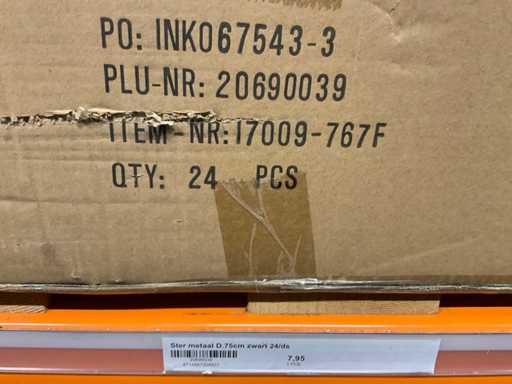 PO: INK067543-3
PLU-NR: 20690039
ITEM-NR: 17009-767F
QTY: 24 PCS
Ster metaal D.75cm zwart 24/ds
7,95